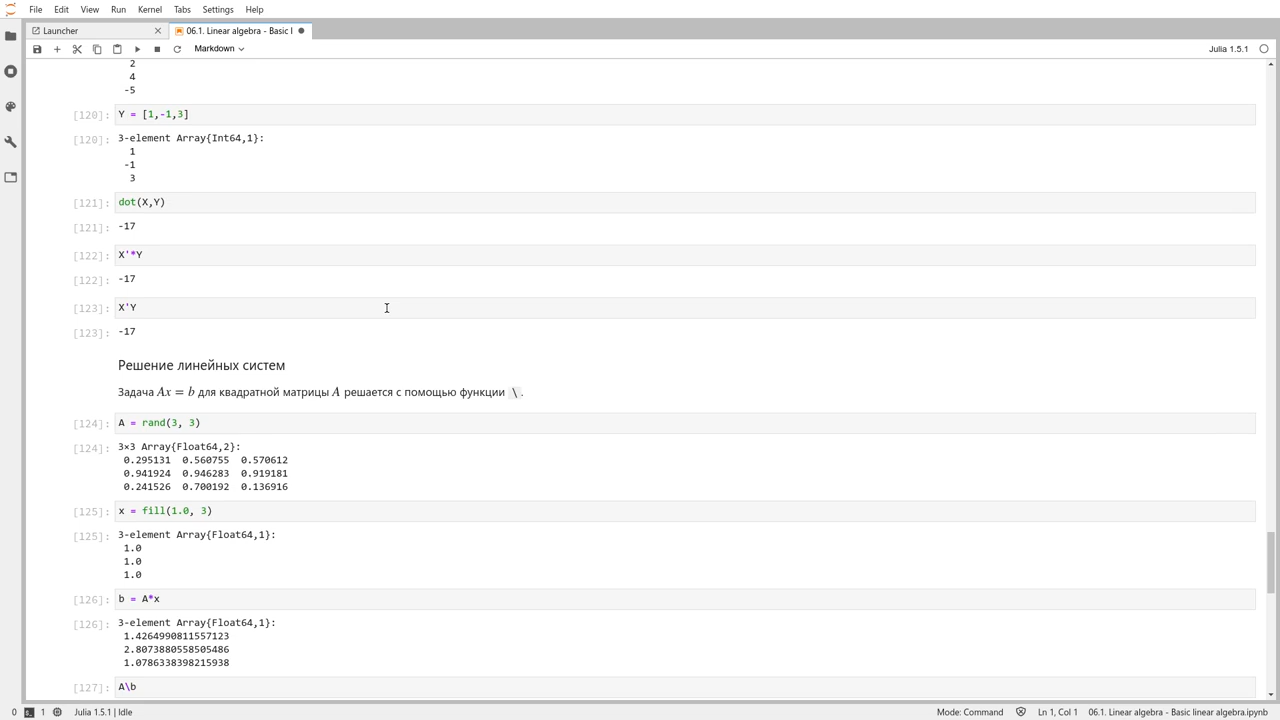 File Edit View Run Kernel Tabs Settings Help
Launcher
06.1. Linear algebra - Basic l
Markdown
Julia 1.5.1
2
4
-5
[120]: Y = [1,-1,3]
[120]: 3-element Array{Int64,1}:
1
-1
3
[121]: dot(X,Y)
[121]: -17
[122]: X'*Y
[122]: -17
[123]: X'Y
[123]: -17
Решение линейных систем
Задача Ax = b для квадратной матрицы A решается с помощью функции \.
[124]: A = rand(3, 3)
[124]: 3×3 Array{Float64,2}:
0.295131 0.560755 0.570612
0.941924 0.946283 0.919181
0.241526 0.700192 0.136916
[125]: x = fill(1.0, 3)
[125]: 3-element Array{Float64,1}:
1.0
1.0
1.0
[126]: b = A*x
[126]: 3-element Array{Float64,1}:
1.4264990811557123
2.8073880558505486
1.0786338398215938
[127]: A\b
0 1 Julia 1.5.1 | Idle
Mode: Command Ln 1, Col 1 06.1. Linear algebra - Basic linear algebra.ipynb